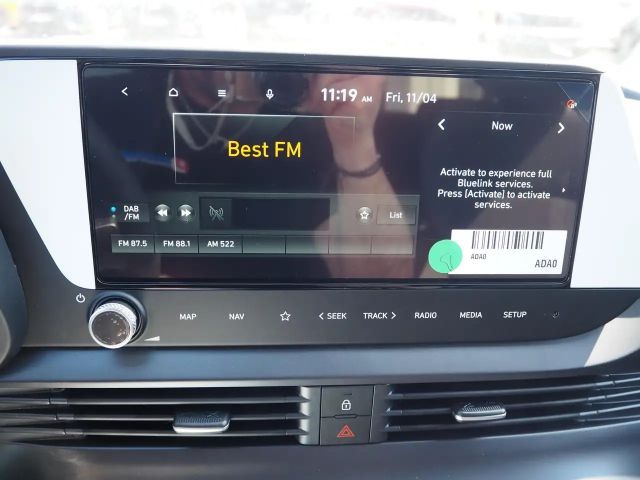 11:19 AM Fri, 11/04
Best FM
Now
Activate to experience full
Bluelink services.
Press [Activate] to activate
services.
DAB
/FM
List
FM 87.5 FM 88.1 AM 522
ADA0
ADA0
MAP NAV SEEK TRACK RADIO MEDIA SETUP